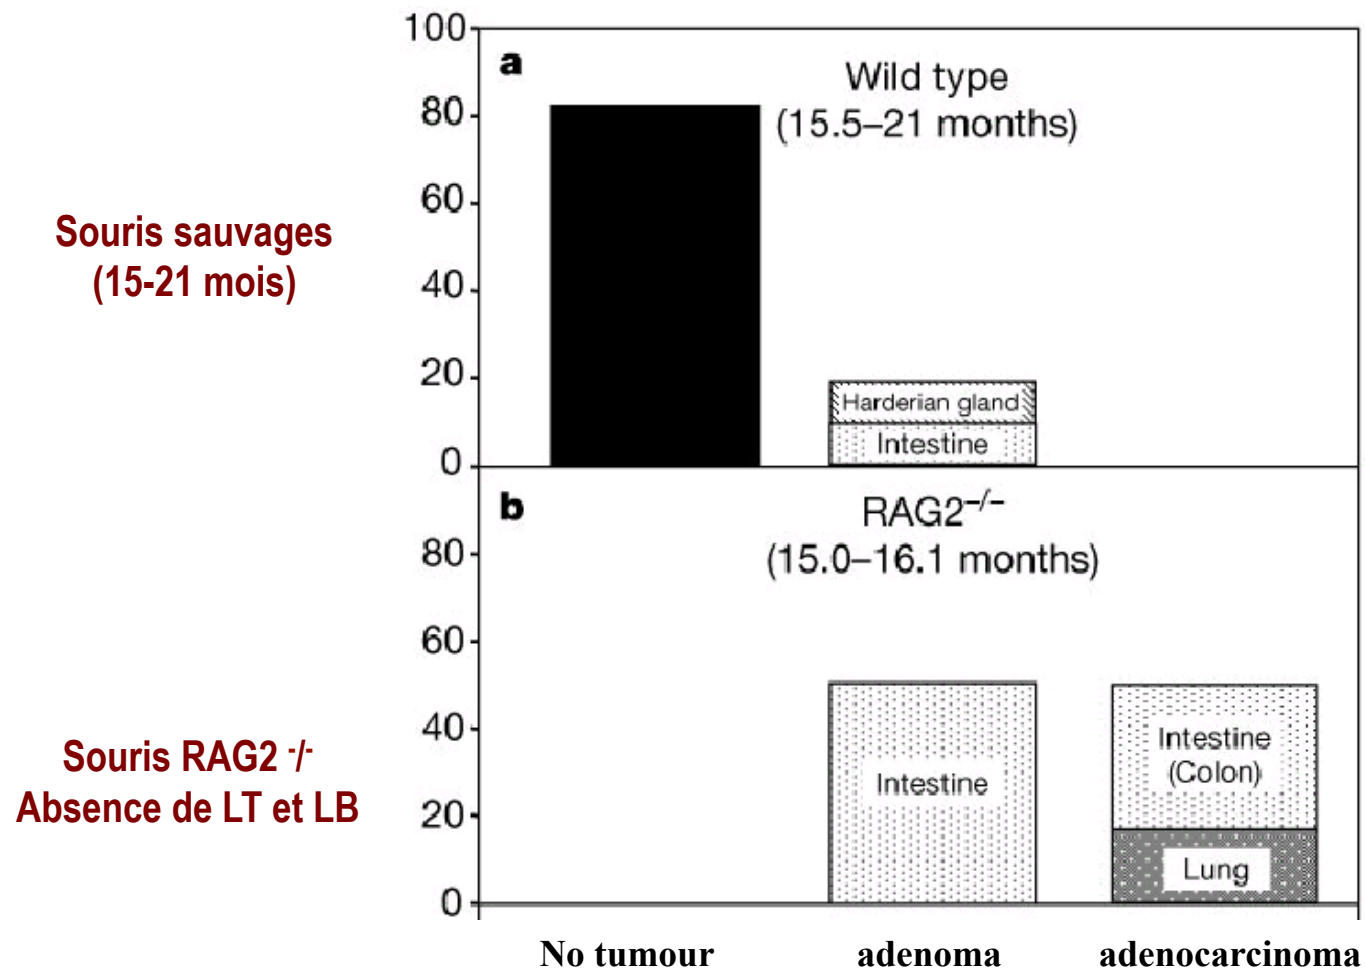 100
80
60
40
20
0
a
Wild type
(15.5–21 months)
Harderian gland
Intestine
Souris sauvages
(15-21 mois)
b
RAG2⁻/⁻
(15.0–16.1 months)
80
60
40
20
0
Intestine
Intestine
(Colon)
Lung
Souris RAG2 ⁻/⁻
Absence de LT et LB
No tumour
adenoma
adenocarcinoma